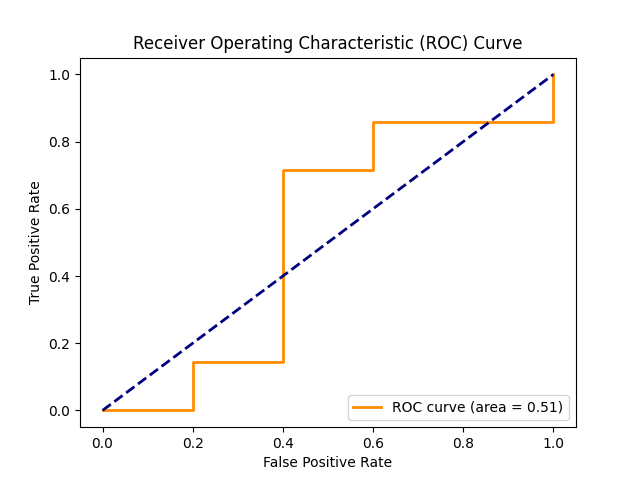 Receiver Operating Characteristic (ROC) Curve
True Positive Rate
1.0
0.8
0.6
0.4
0.2
0.0
ROC curve (area = 0.51)
0.0 0.2 0.4 0.6 0.8 1.0
False Positive Rate